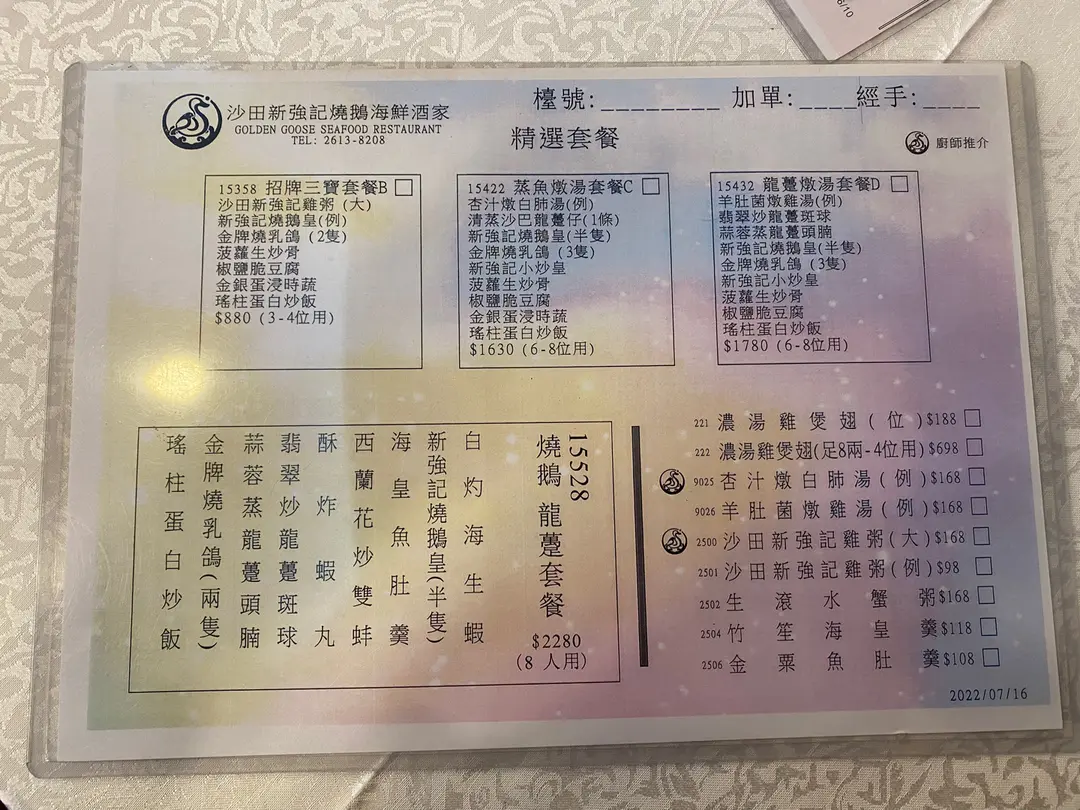 6/10
沙田新強記燒鵝海鮮酒家
GOLDEN GOOSE SEAFOOD RESTAURANT
TEL: 2613-8208
檯號:________ 加單:____經手:____
精選套餐
廚師推介
15358 招牌三寶套餐B
沙田新強記雞粥 (大)
新強記燒鵝皇(例)
金牌燒乳鴿 (2隻)
菠蘿生炒骨
椒鹽脆豆腐
金銀蛋浸時蔬
瑤柱蛋白炒飯
$880 (3-4位用)
15422 蒸魚燉湯套餐C
杏汁燉白肺湯(例)
清蒸沙巴龍躉仔(1條)
新強記燒鵝皇(半隻)
金牌燒乳鴿 (3隻)
新強記小炒皇
菠蘿生炒骨
椒鹽脆豆腐
金銀蛋浸時蔬
瑤柱蛋白炒飯
$1630 (6-8位用)
15432 龍躉燉湯套餐D
羊肚菌燉雞湯(例)
翡翠炒龍躉斑球
蒜蓉蒸龍躉頭腩
新強記燒鵝皇(半隻)
金牌燒乳鴿 (3隻)
新強記小炒皇
菠蘿生炒骨
椒鹽脆豆腐
瑤柱蛋白炒飯
$1780 (6-8位用)
15528
燒鵝 龍躉套餐
$2280
(8 人用)
白灼海生蝦
新強記燒鵝皇(半隻)
海皇魚肚羹
西蘭花炒雙蚌
酥炸蝦丸
翡翠炒龍躉斑球
蒜蓉蒸龍躉頭腩
金牌燒乳鴿(兩隻)
瑤柱蛋白炒飯
221 濃湯雞煲翅(位)$188
222 濃湯雞煲翅(足8兩-4位用)$698
9025 杏汁燉白肺湯(例)$168
9026 羊肚菌燉雞湯(例)$168
2500 沙田新強記雞粥(大)$168
2501 沙田新強記雞粥(例)$98
2502 生滾水蟹粥$168
2504 竹笙海皇羹$118
2506 金粟魚肚羹$108
2022/07/16